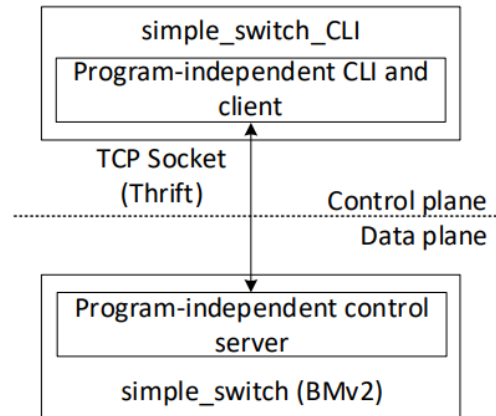 simple_switch_CLI
Program-independent CLI and
client
TCP Socket
(Thrift)
Control plane
Data plane
Program-independent control
server
simple_switch (BMv2)